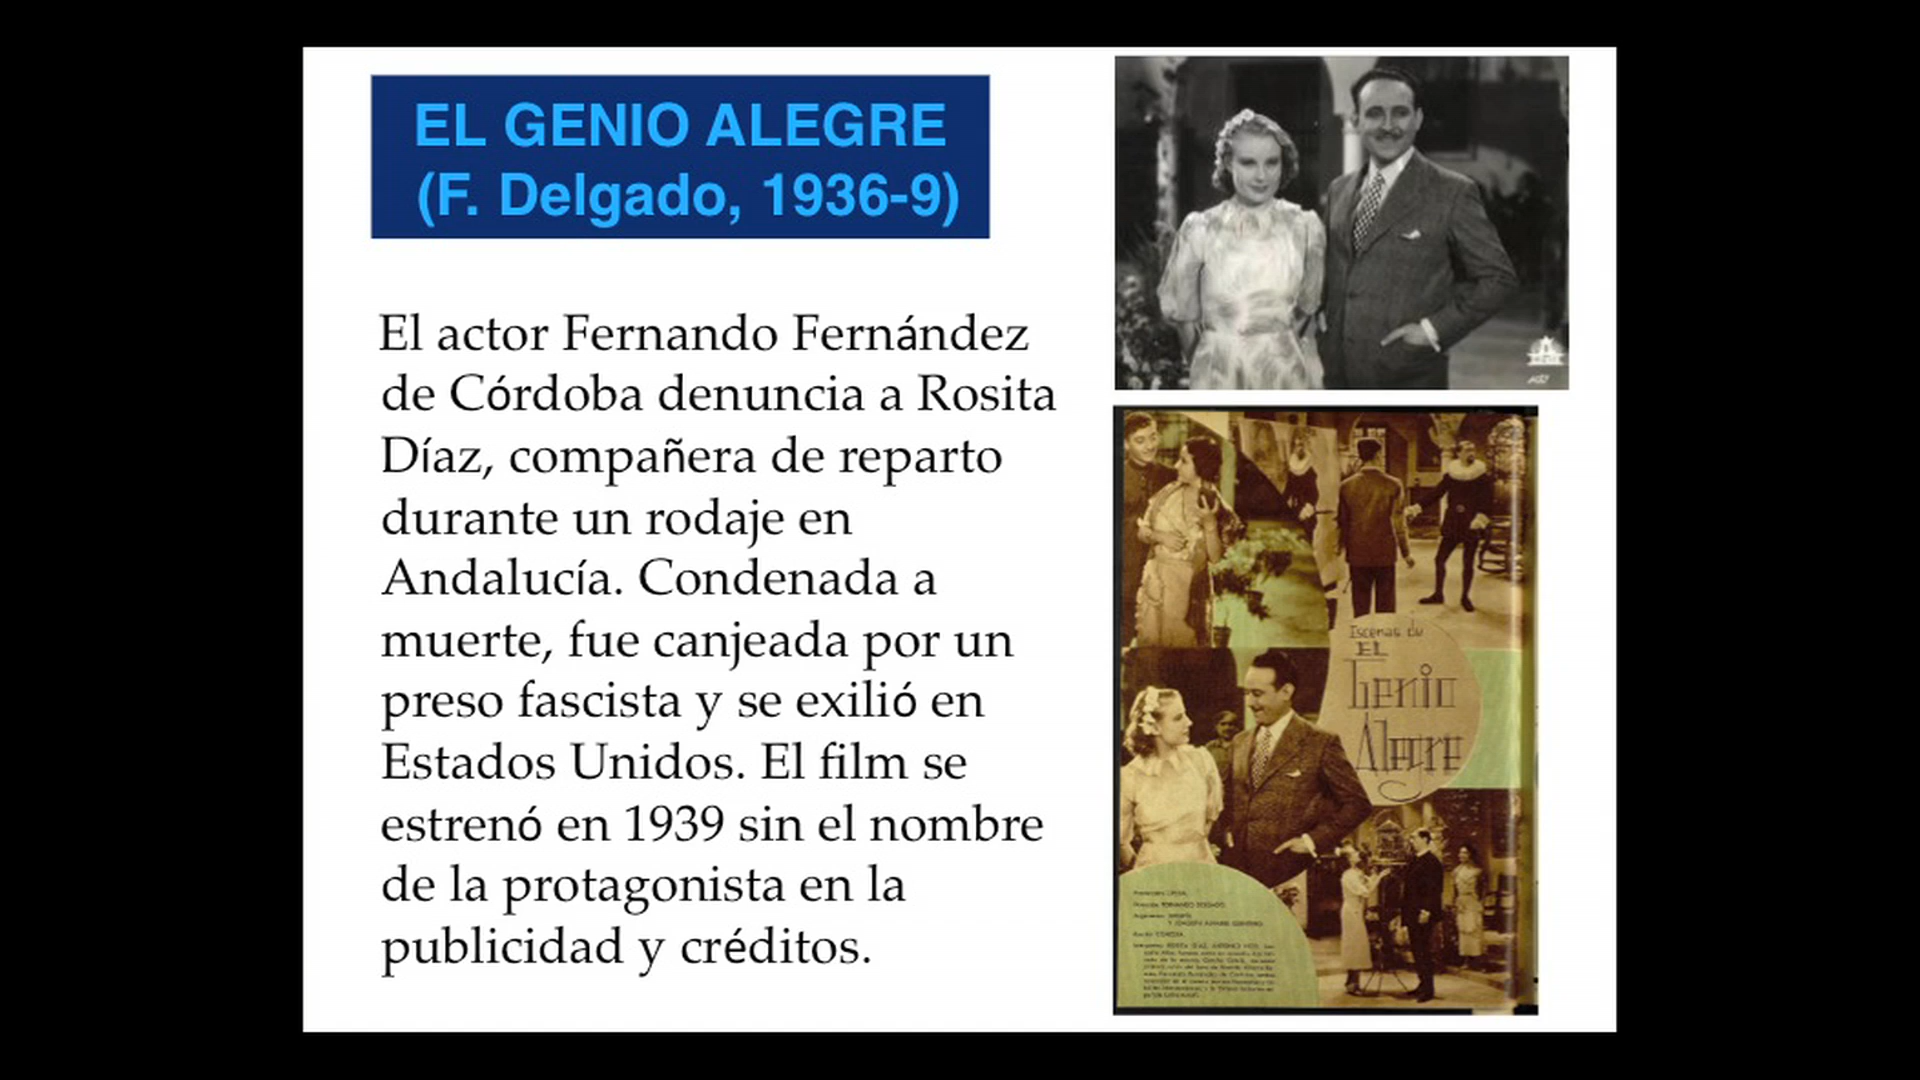 EL GENIO ALEGRE
(F. Delgado, 1936-9)
El actor Fernando Fernández
de Córdoba denuncia a Rosita
Díaz, compañera de reparto
durante un rodaje en
Andalucía. Condenada a
muerte, fue canjeada por un
preso fascista y se exilió en
Estados Unidos. El film se
estrenó en 1939 sin el nombre
de la protagonista en la
publicidad y créditos.
Escenas de
EL
Genio
Alegre
FERNANDO DELGADO